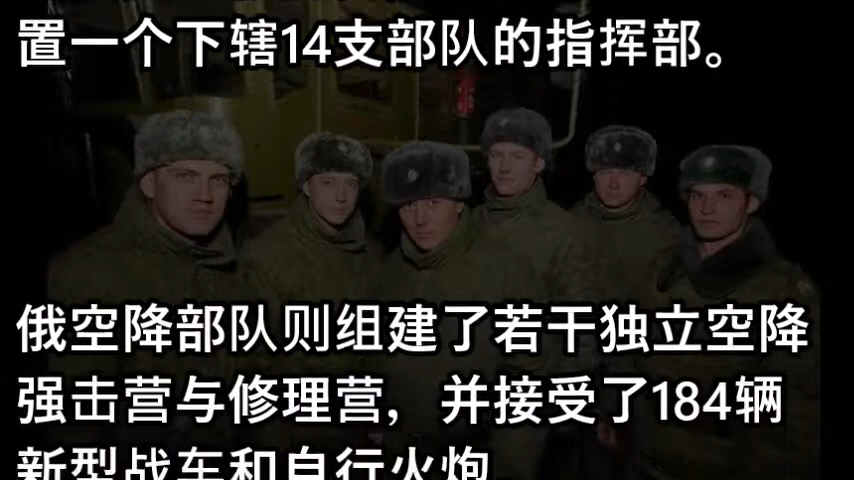 置一个下辖14支部队的指挥部。
俄空降部队则组建了若干独立空降
强击营与修理营，并接受了184辆
新型战车和自行火炮